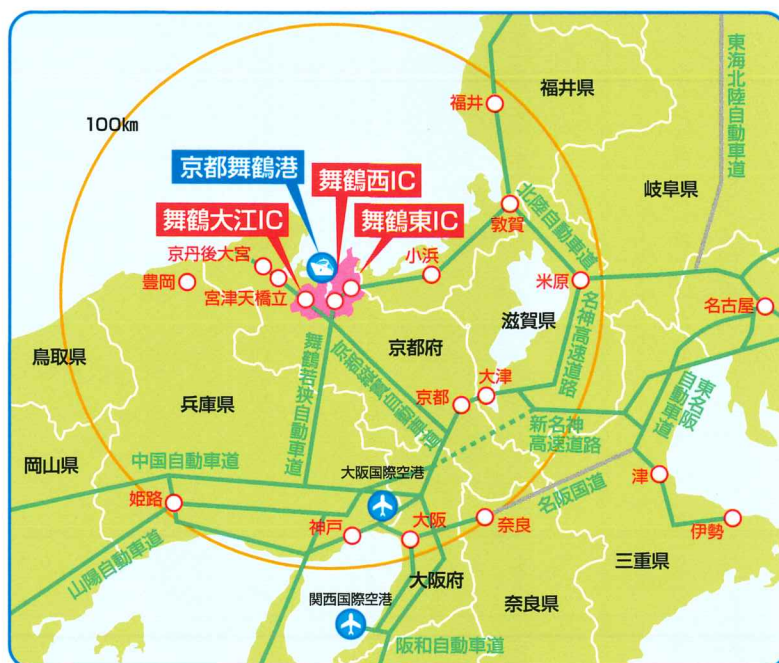 東海北陸自動車道
福井県
福井
100km
京都舞鶴港
舞鶴西IC
岐阜県
舞鶴大江IC
舞鶴東IC
敦賀
北陸自動車道
京丹後大宮
小浜
豊岡
宮津天橋立
米原
名古屋
滋賀県
名神高速道路
京都府
鳥取県
舞鶴若狭自動車道
京都縦貫自動車道
大津
京都
兵庫県
東名阪
自動車道
新名神
高速道路
岡山県
中国自動車道
大阪国際空港
津
姫路
名阪国道
神戸
大阪
奈良
伊勢
山陽自動車道
三重県
大阪府
関西国際空港
奈良県
阪和自動車道